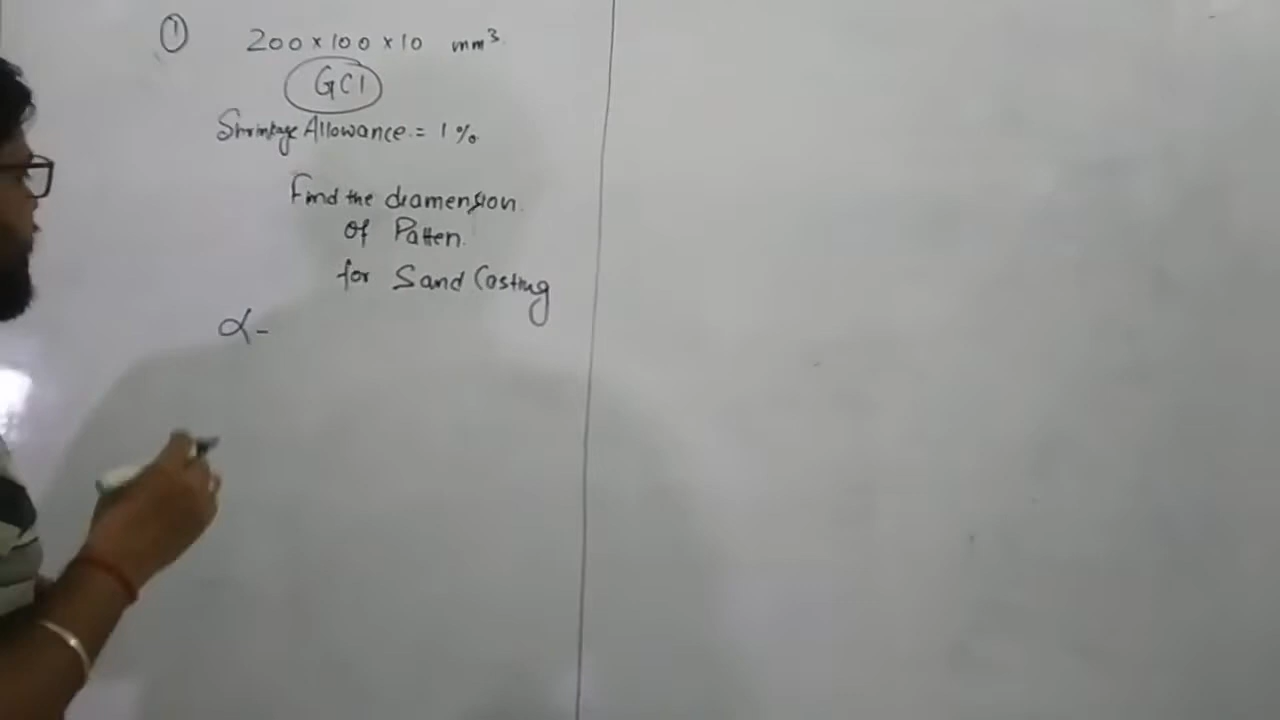 ① 200 × 100 × 10 mm³
GCI
Shrinkage Allowance = 1%
Find the diamension
of Patten.
for Sand Casting
α-